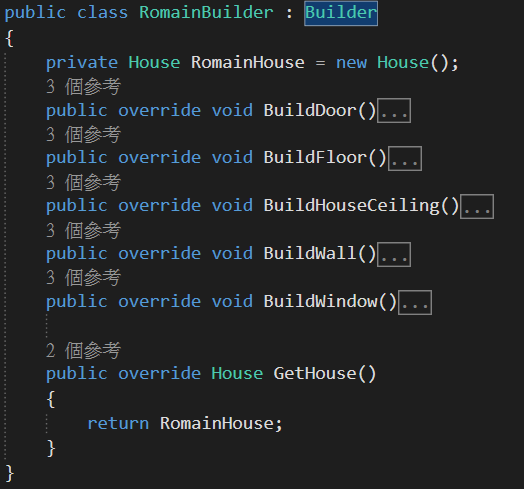 public class RomainBuilder : Builder
{
private House RomainHouse = new House();
3 個參考
public override void BuildDoor()...
3 個參考
public override void BuildFloor()...
3 個參考
public override void BuildHouseCeiling()...
3 個參考
public override void BuildWall()...
3 個參考
public override void BuildWindow()...
2 個參考
public override House GetHouse()
{
return RomainHouse;
}
}